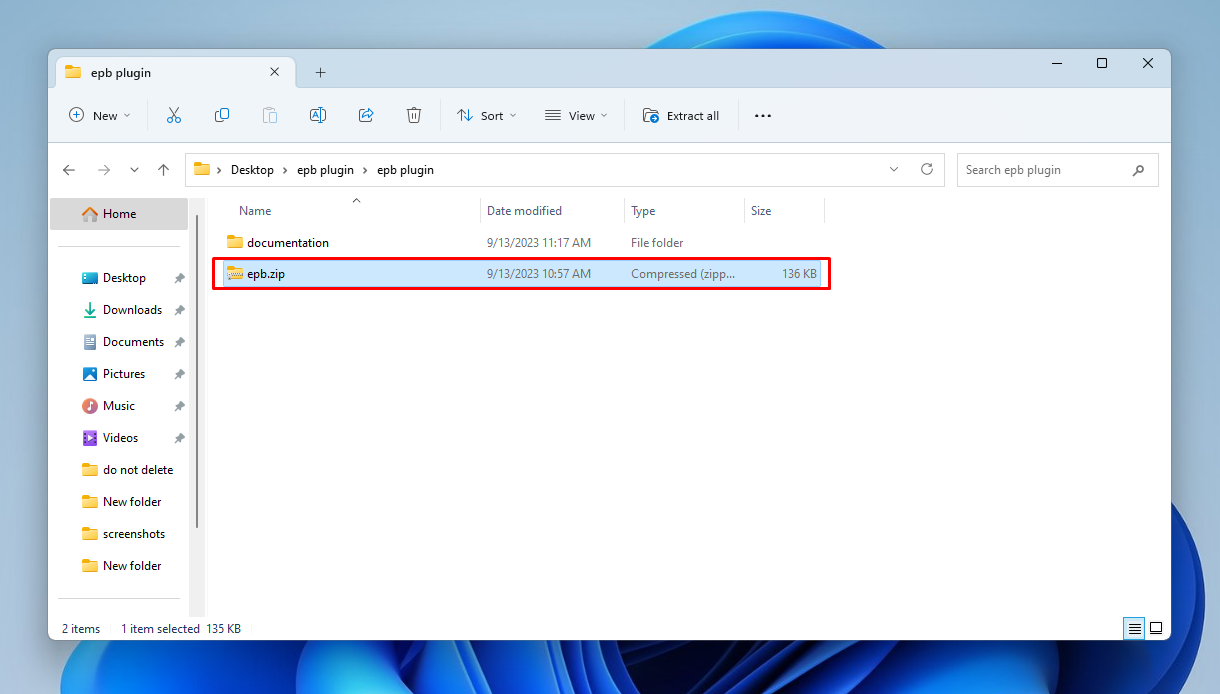 epb plugin
New
Sort
View
Extract all
Desktop > epb plugin > epb plugin
Search epb plugin
Name Date modified Type Size
documentation 9/13/2023 11:17 AM File folder
epb.zip 9/13/2023 10:57 AM Compressed (zipp... 136 KB
Home
Desktop
Downloads
Documents
Pictures
Music
Videos
do not delete
New folder
screenshots
New folder
2 items 1 item selected 135 KB